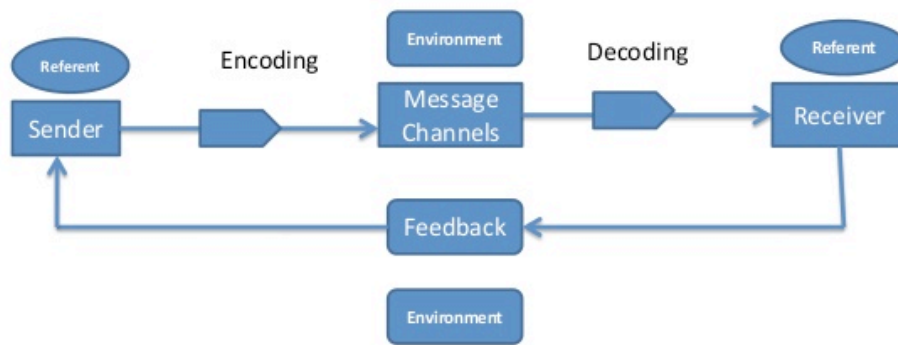 Environment
Referent
Encoding
Decoding
Referent
Sender
Message
Channels
Receiver
Feedback
Environment